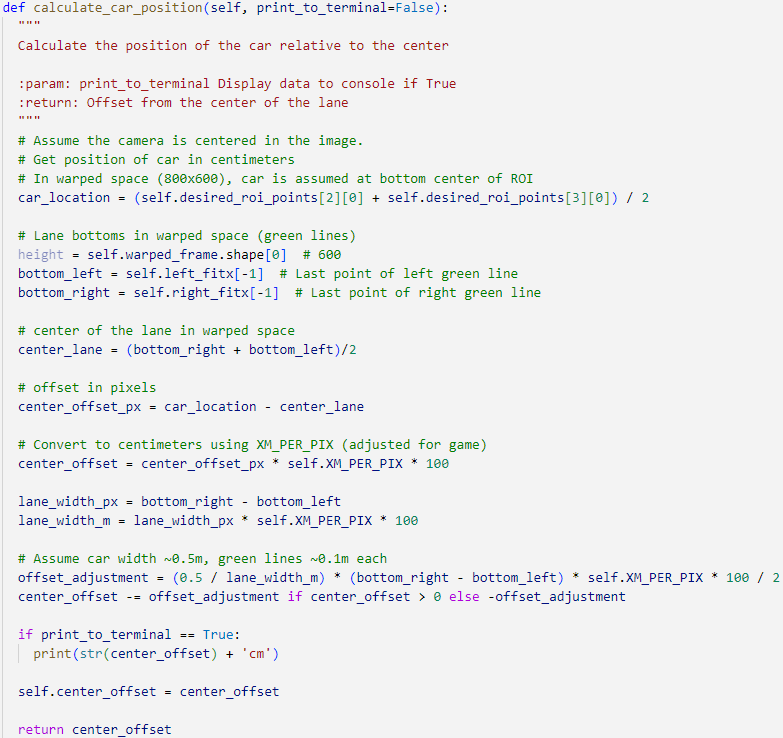 def calculate_car_position(self, print_to_terminal=False):
"""
Calculate the position of the car relative to the center
:param: print_to_terminal Display data to console if True
:return: Offset from the center of the lane
"""
# Assume the camera is centered in the image.
# Get position of car in centimeters
# In warped space (800x600), car is assumed at bottom center of ROI
car_location = (self.desired_roi_points[2][0] + self.desired_roi_points[3][0]) / 2
# Lane bottoms in warped space (green lines)
height = self.warped_frame.shape[0]  # 600
bottom_left = self.left_fitx[-1]  # Last point of left green line
bottom_right = self.right_fitx[-1]  # Last point of right green line
# center of the lane in warped space
center_lane = (bottom_right + bottom_left)/2
# offset in pixels
center_offset_px = car_location - center_lane
# Convert to centimeters using XM_PER_PIX (adjusted for game)
center_offset = center_offset_px * self.XM_PER_PIX * 100
lane_width_px = bottom_right - bottom_left
lane_width_m = lane_width_px * self.XM_PER_PIX * 100
# Assume car width ~0.5m, green lines ~0.1m each
offset_adjustment = (0.5 / lane_width_m) * (bottom_right - bottom_left) * self.XM_PER_PIX * 100 / 2
center_offset -= offset_adjustment if center_offset > 0 else -offset_adjustment
if print_to_terminal == True:
print(str(center_offset) + 'cm')
self.center_offset = center_offset
return center_offset